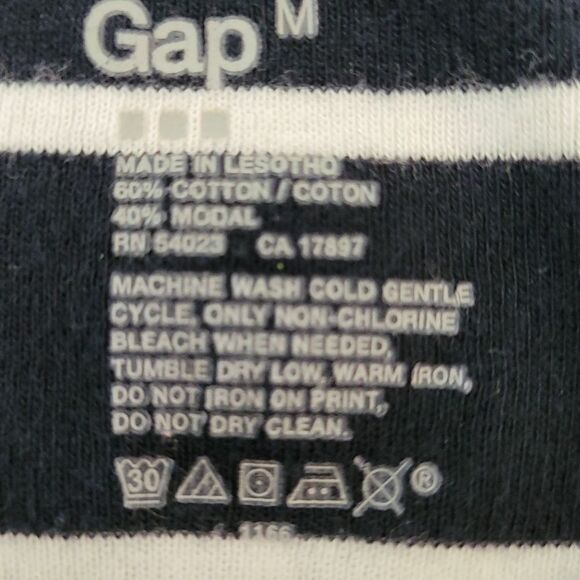 Gap M
MADE IN LESOTHO
60% COTTON / COTON
40% MODAL
RN 54023 CA 17897
MACHINE WASH COLD GENTLE
CYCLE, ONLY NON-CHLORINE
BLEACH WHEN NEEDED,
TUMBLE DRY LOW, WARM IRON,
DO NOT IRON ON PRINT,
DO NOT DRY CLEAN.
30 ®
1166